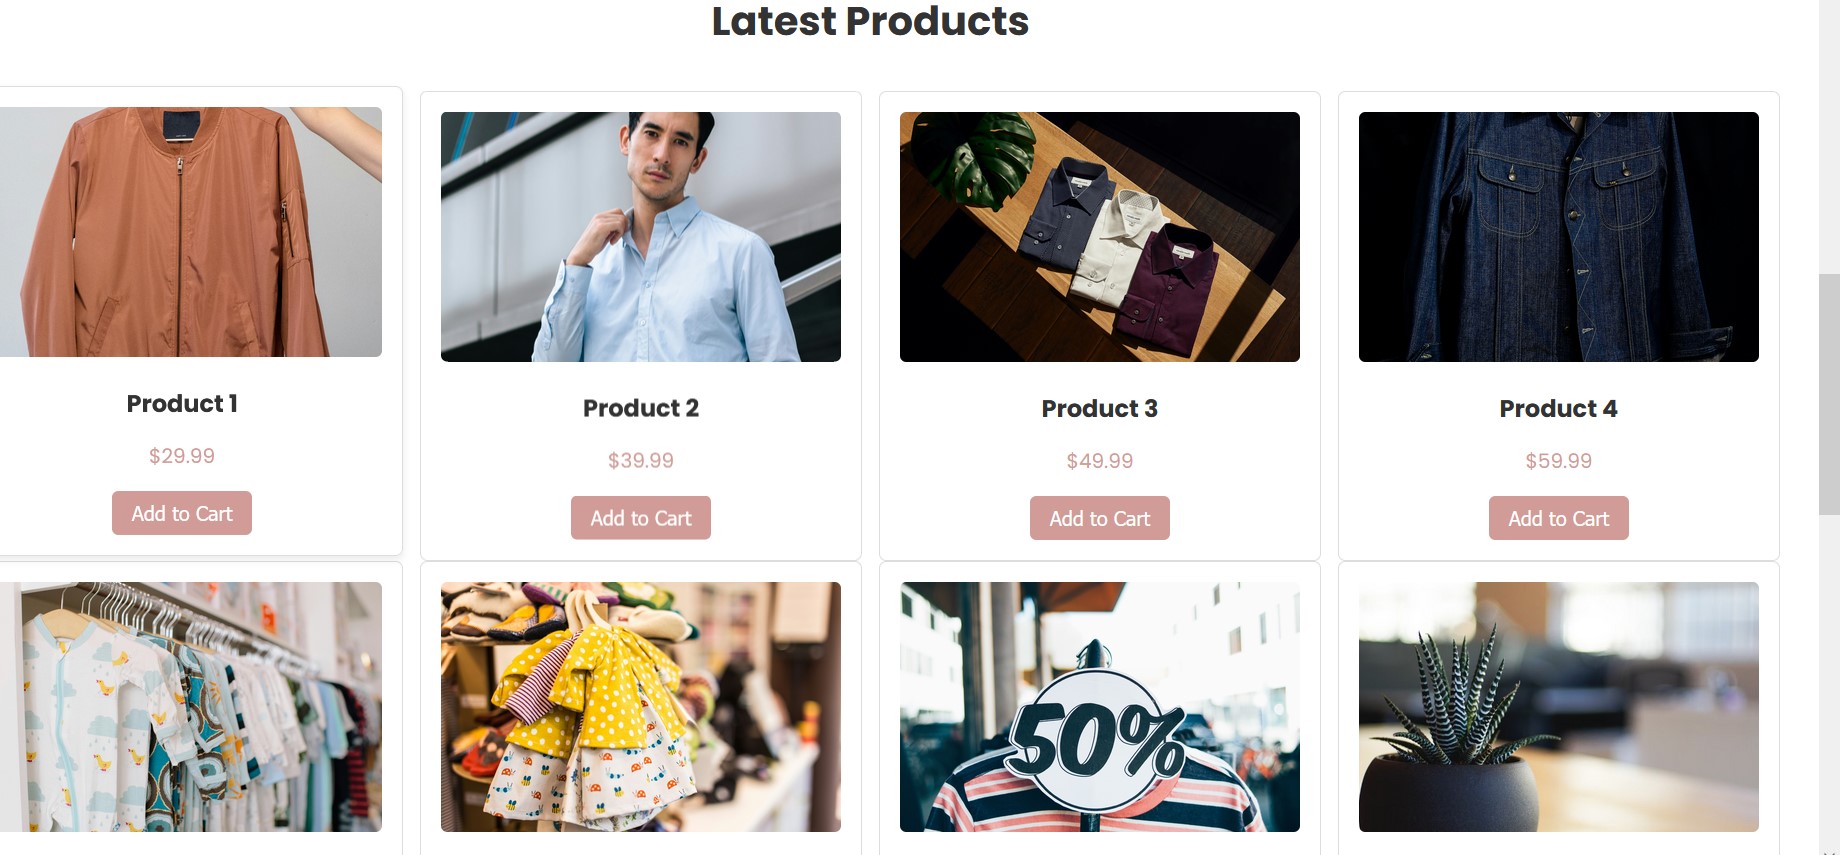 Latest Products
Product 1
$29.99
Add to Cart
Product 2
$39.99
Add to Cart
Product 3
$49.99
Add to Cart
Product 4
$59.99
Add to Cart
50%